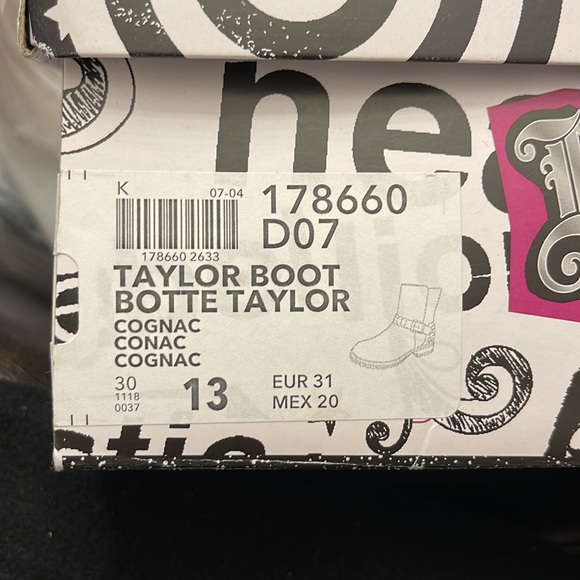 hea
K
07-04
178660
D07
178660 2633
TAYLOR BOOT
BOTTE TAYLOR
COGNAC
CONAC
COGNAC
30
1118
0037
13
EUR 31
MEX 20